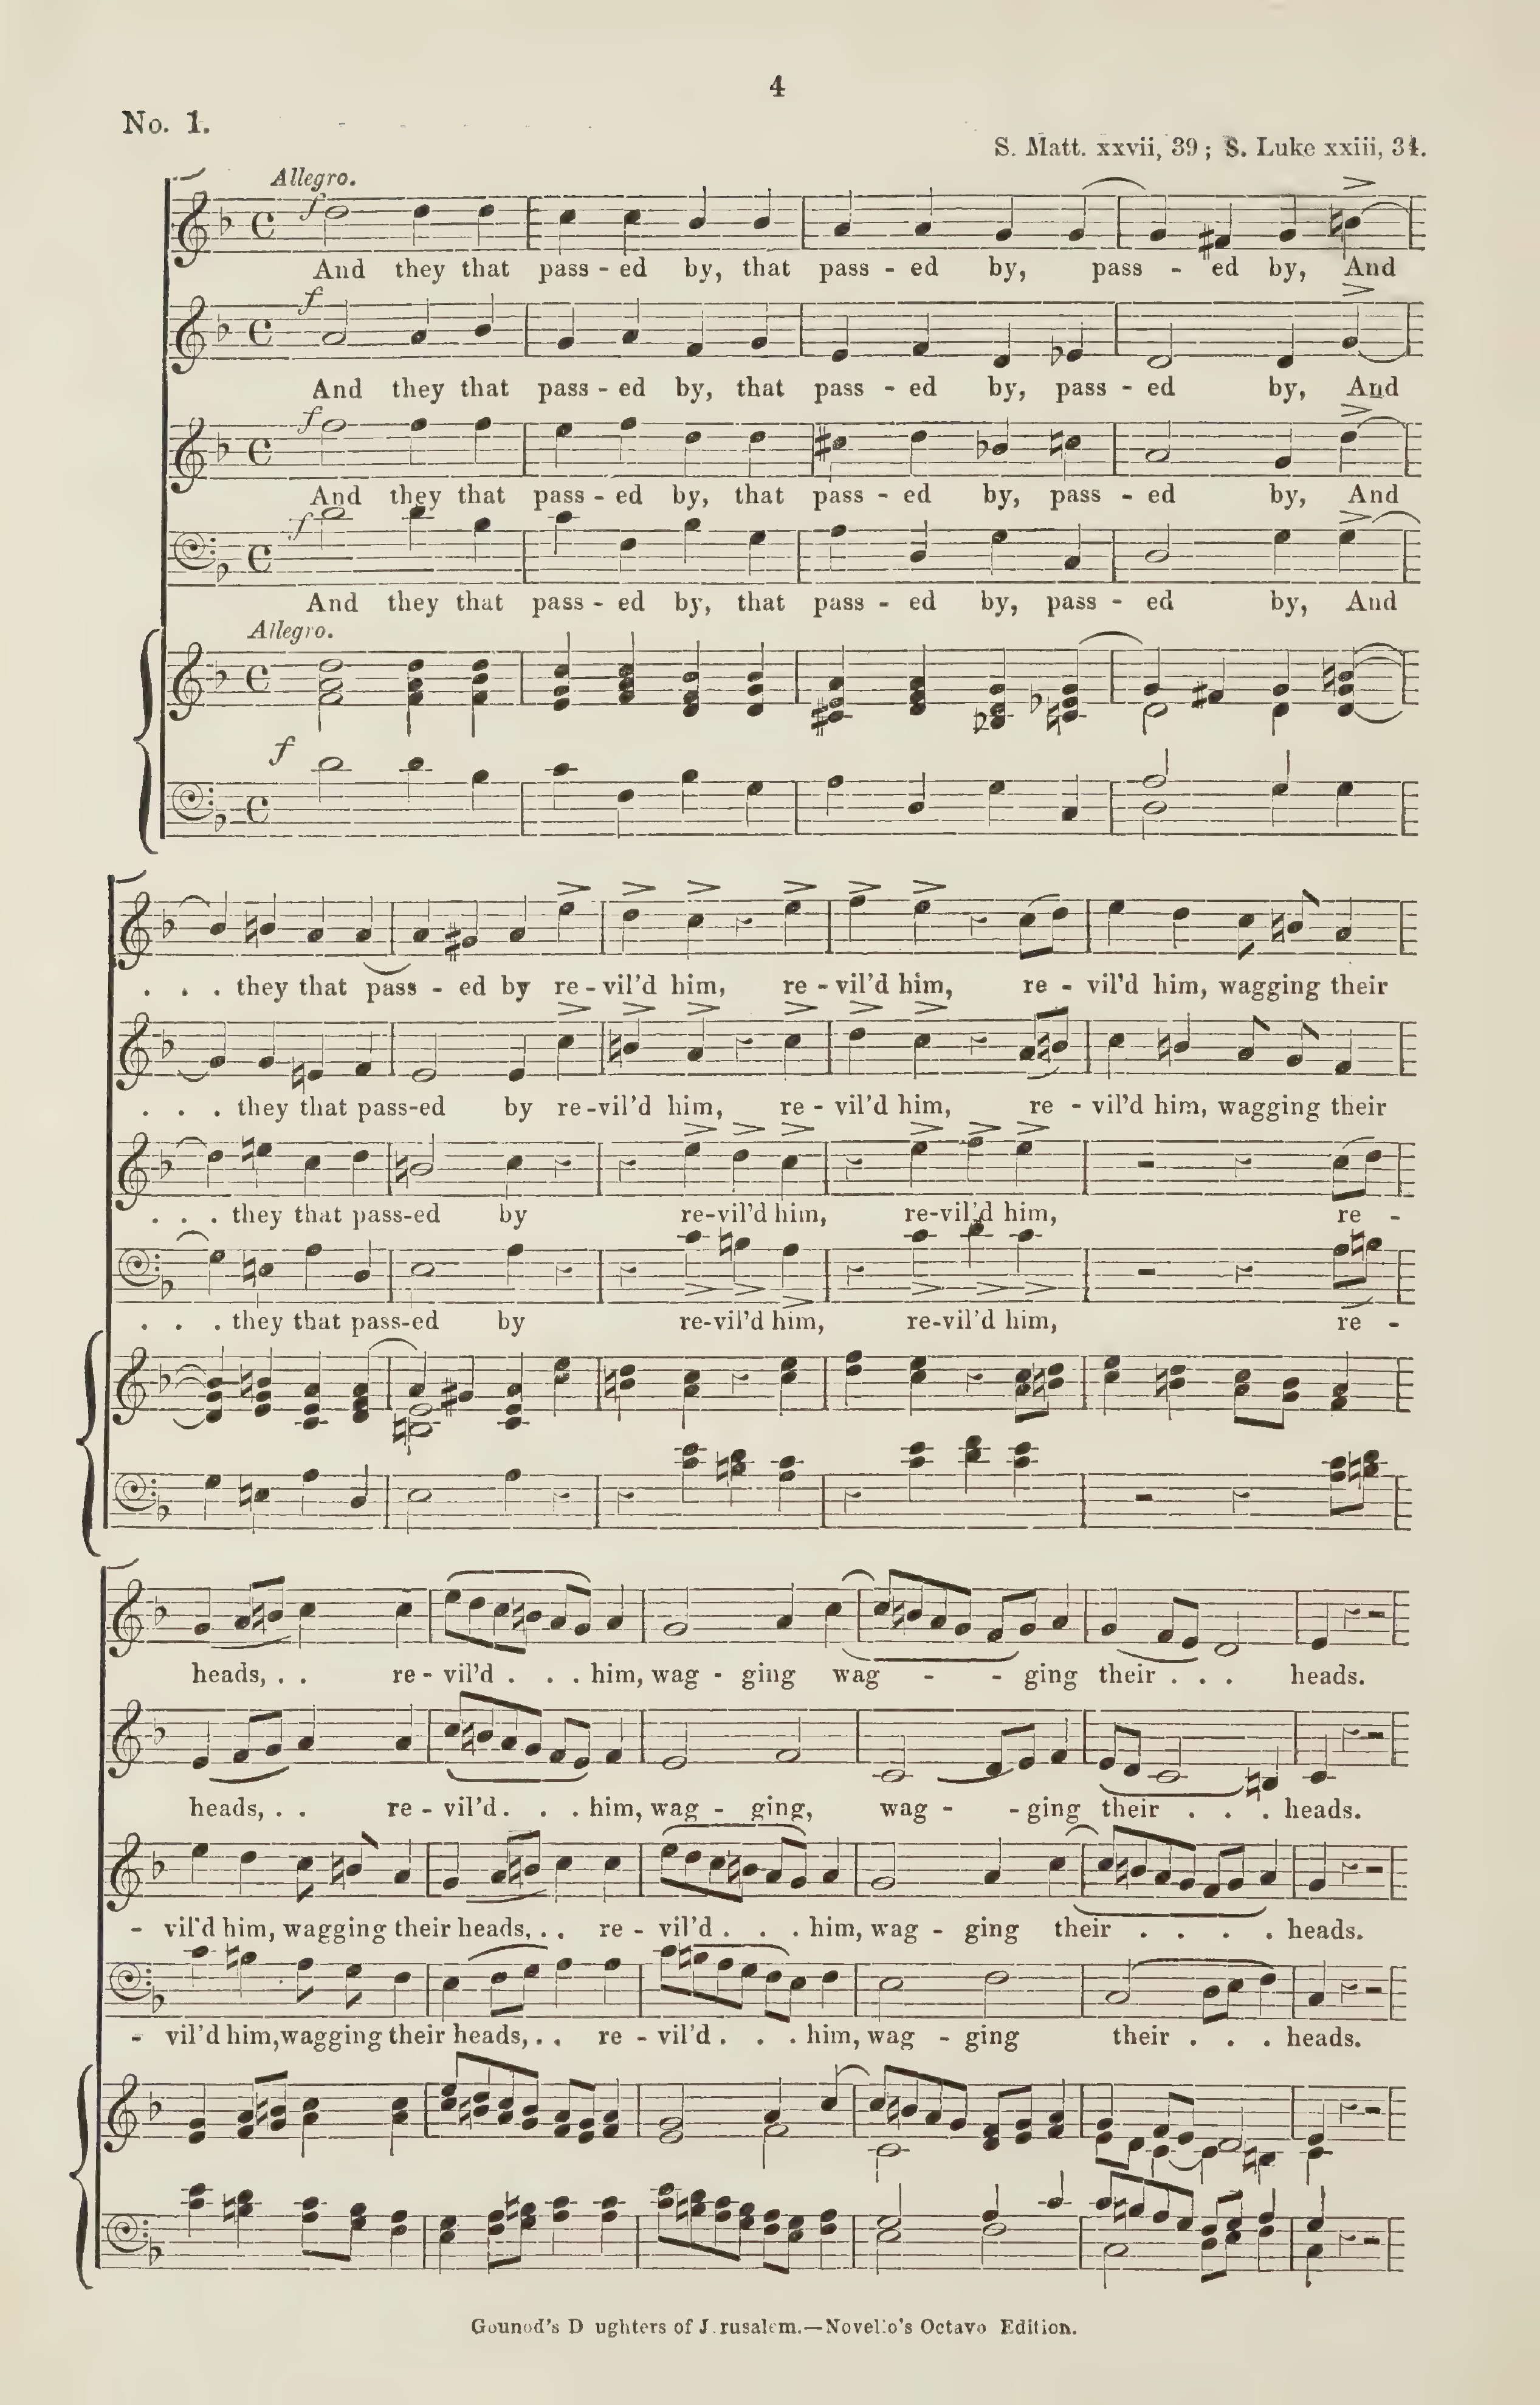 4
No. 1.
S. Matt. xxvii, 39; S. Luke xxiii, 34.
Allegro.
f
And they that pass - ed by, that pass - ed by, pass - ed by, And
f
And they that pass - ed by, that pass - ed by, pass - ed by, And
f
And they that pass - ed by, that pass - ed by, pass - ed by, And
f
And they that pass - ed by, that pass - ed by, pass - ed by, And
Allegro.
f
. . . they that pass - ed by re - vil'd him, re - vil'd him, re - vil'd him, wagging their
. . . they that pass-ed by re-vil'd him, re - vil'd him, re - vil'd him, wagging their
. . . they that pass-ed by re-vil'd him, re-vil'd him, re -
. . . they that pass-ed by re-vil'd him, re-vil'd him, re -
heads, . . re - vil'd . . . him, wag - ging wag - - ging their . . . heads.
heads, . . re - vil'd . . . him, wag - ging, wag - - ging their . . . heads.
- vil'd him, wagging their heads, . . re - vil'd . . . him, wag - ging their . . . . heads.
- vil'd him, wagging their heads, . . re - vil'd . . . him, wag - ging their . . . heads.
Gounod's D ughters of J.rusalem.—Novello's Octavo Edition.